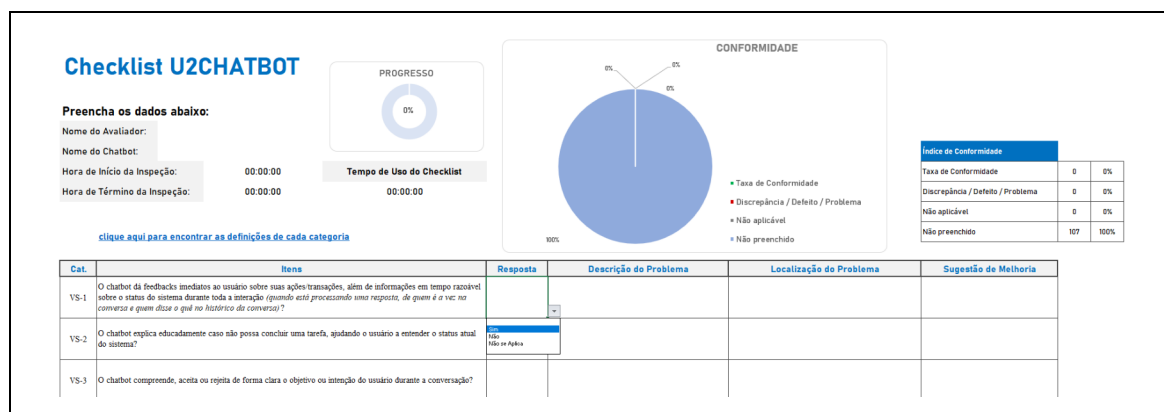 Checklist U2CHATBOT
PROGRESSO
0%
CONFORMIDADE
0%
0%
0%
100%
Taxa de Conformidade
Discrepância / Defeito / Problema
Não aplicável
Não preenchido
Preencha os dados abaixo:
Nome do Avaliador:
Nome do Chatbot:
Hora de Início da Inspeção: 00:00:00 Tempo de Uso do Checklist
Hora de Término da Inspeção: 00:00:00 00:00:00
clique aqui para encontrar as definições de cada categoria
Índice de Conformidade
Taxa de Conformidade 0 0%
Discrepância / Defeito / Problema 0 0%
Não aplicável 0 0%
Não preenchido 107 100%
Cat. Itens Resposta Descrição do Problema Localização do Problema Sugestão de Melhoria
VS-1
O chatbot dá feedbacks imediatos ao usuário sobre suas ações/transações, além de informações em tempo razoável
sobre o status do sistema durante toda a interação (quando está processando uma resposta, de quem é a vez na
conversa e quem disse o quê no histórico da conversa)?
Sim
Não
Não se Aplica
VS-2
O chatbot explica educadamente caso não possa concluir uma tarefa, ajudando o usuário a entender o status atual
do sistema?
VS-3 O chatbot compreende, aceita ou rejeita de forma clara o objetivo ou intenção do usuário durante a conversação?